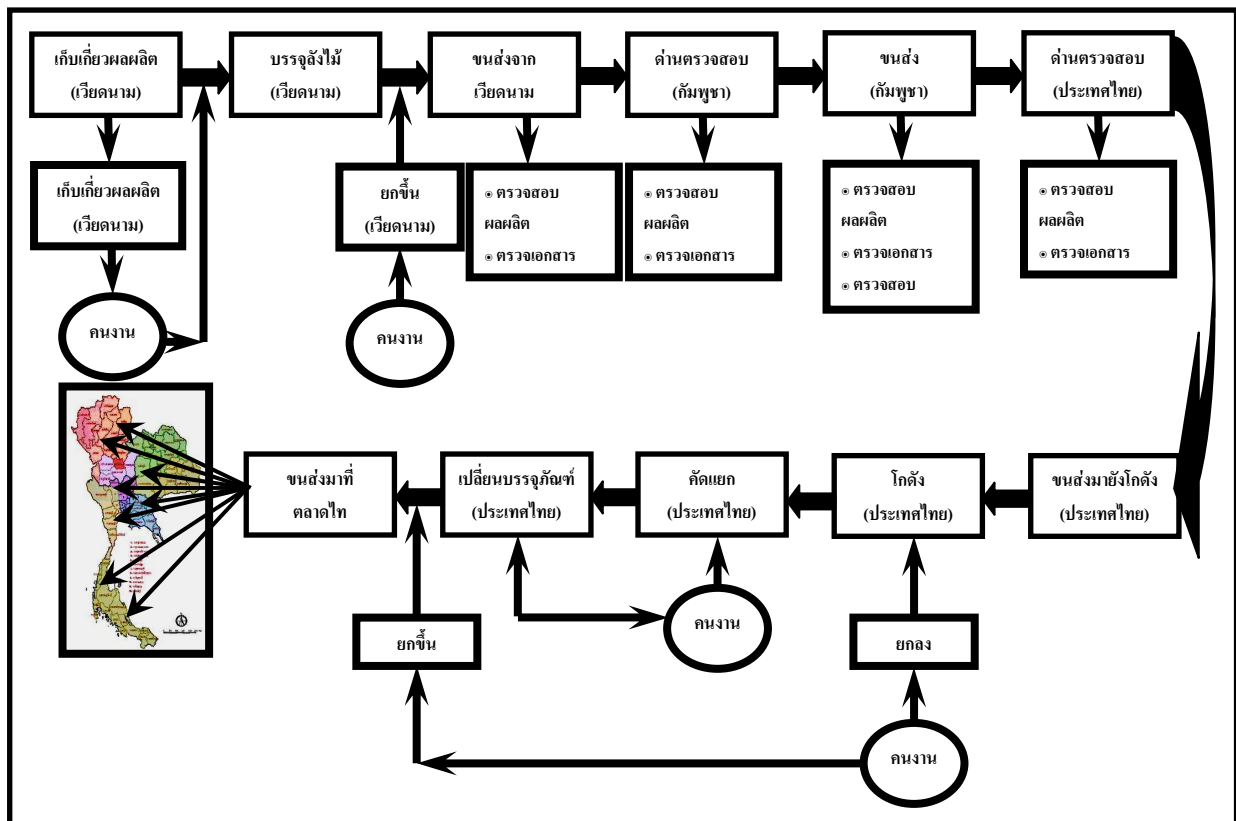 เก็บเกี่ยวผลผลิต
(เวียดนาม)
บรรจุลังไม้
(เวียดนาม)
ขนส่งจาก
เวียดนาม
ด่านตรวจสอบ
(กัมพูชา)
ขนส่ง
(กัมพูชา)
ด่านตรวจสอบ
(ประเทศไทย)
เก็บเกี่ยวผลผลิต
(เวียดนาม)
ยกขึ้น
(เวียดนาม)
๏ ตรวจสอบ
ผลผลิต
๏ ตรวจเอกสาร
๏ ตรวจสอบ
ผลผลิต
๏ ตรวจเอกสาร
๏ ตรวจสอบ
ผลผลิต
๏ ตรวจเอกสาร
๏ ตรวจสอบ
๏ ตรวจสอบ
ผลผลิต
๏ ตรวจเอกสาร
คนงาน
คนงาน
ขนส่งมาที่
ตลาดไท
เปลี่ยนบรรจุภัณฑ์
(ประเทศไทย)
คัดแยก
(ประเทศไทย)
โกดัง
(ประเทศไทย)
ขนส่งมายังโกดัง
(ประเทศไทย)
ยกขึ้น
คนงาน
ยกลง
คนงาน